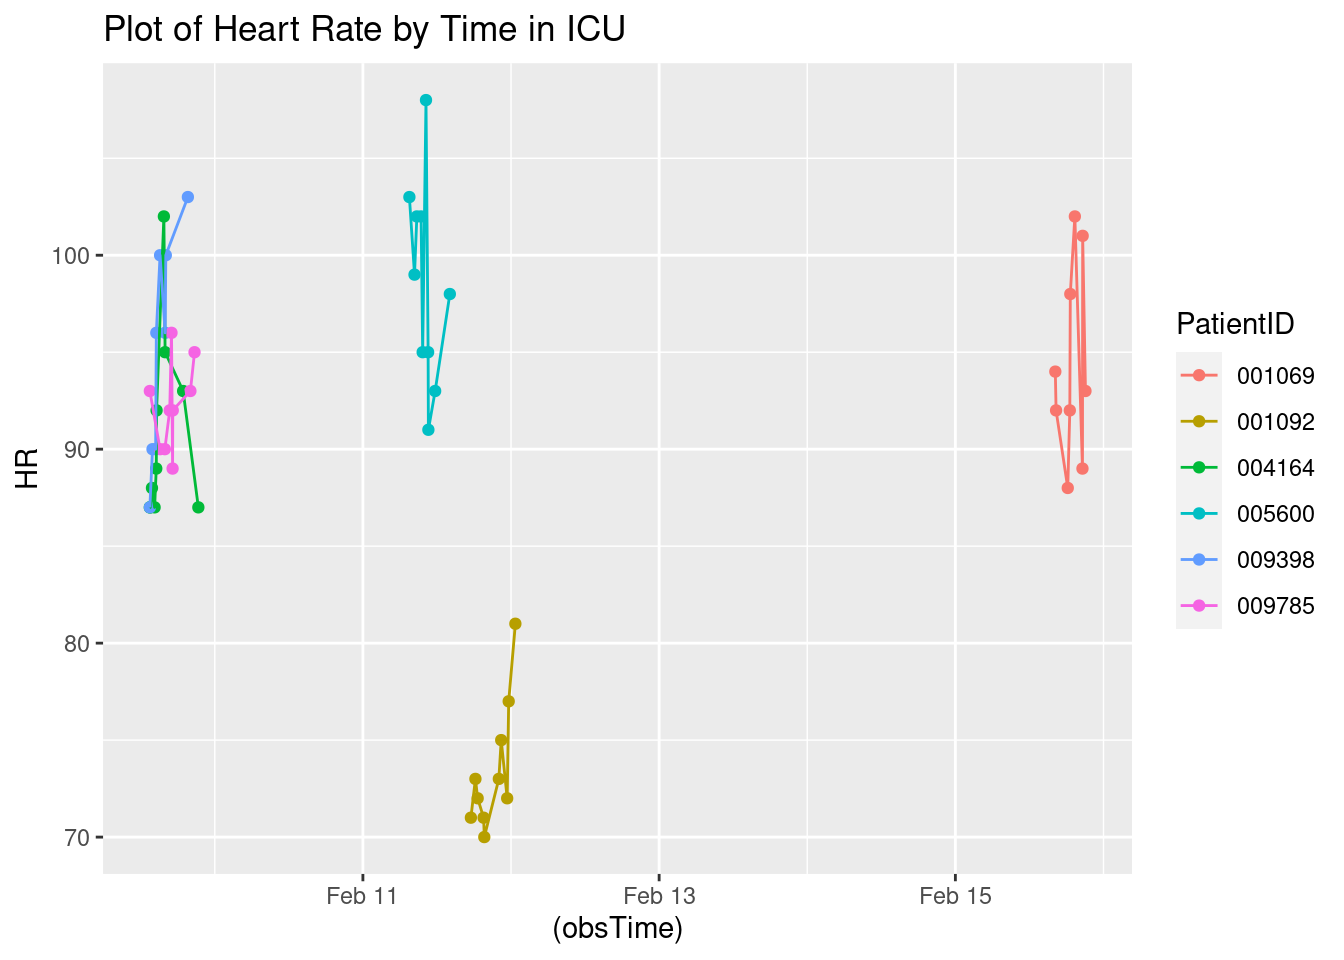 Plot of Heart Rate by Time in ICU
HR
100
90
80
70
Feb 11
Feb 13
Feb 15
(obsTime)
PatientID
001069
001092
004164
005600
009398
009785